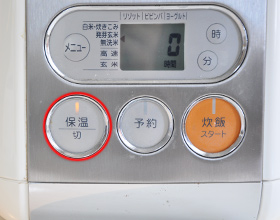 リゾット ビビンバ ヨーグルト
白米・炊きこみ
発芽玄米
無洗米
高速
玄米
メニュー
0
時間
時
分
保温
切
予約
炊飯
スタート